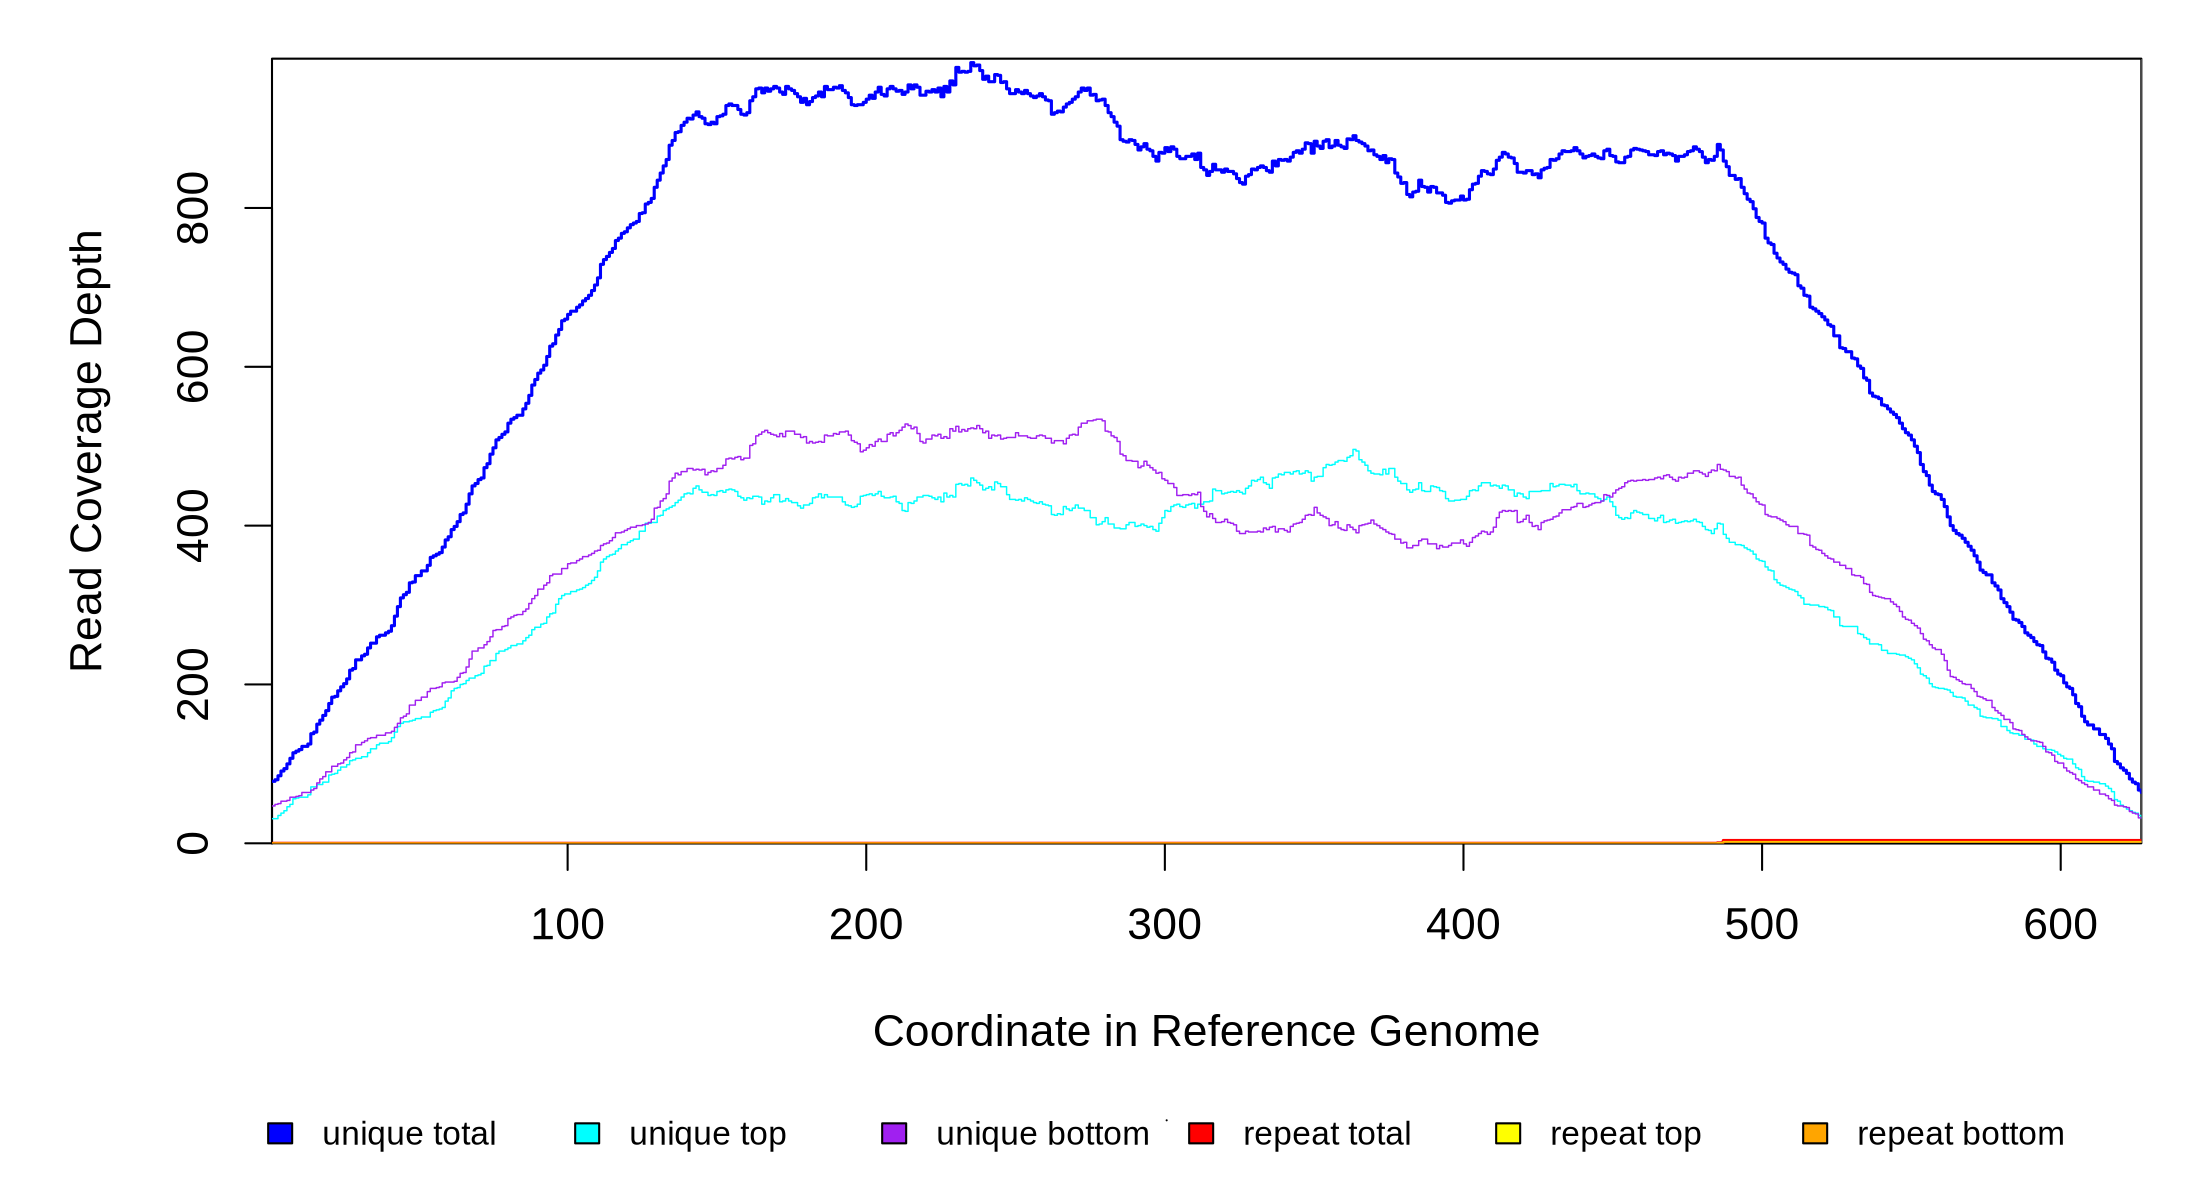 Read Coverage Depth
800
600
400
200
0
100 200 300 400 500 600
Coordinate in Reference Genome
unique total unique top unique bottom repeat total repeat top repeat bottom